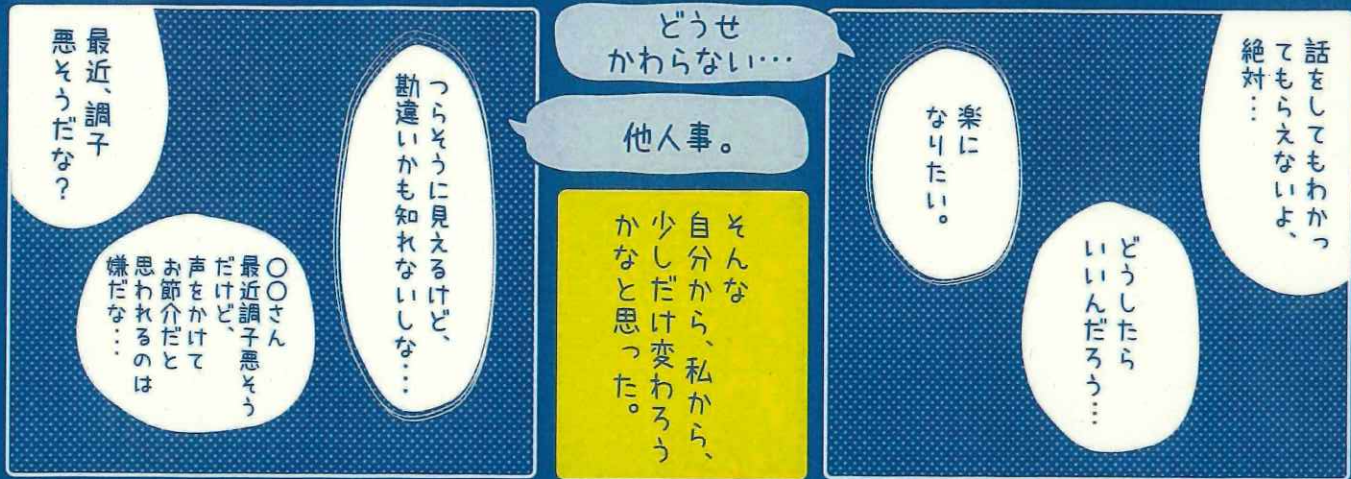 話をしてもわかっ
てもらえないよ、
絶対…
どうしたら
いいんだろう…
楽に
なりたい。
どうせ
かわらない…
他人事。
そんな
自分から、私から、
少しだけ変わろう
かなと思った。
つらそうに見えるけど、
勘違いかも知れないしな…
〇〇さん
最近調子悪そう
だけど、
声をかけて
お節介だと
思われるのは
嫌だな…
最近、調子
悪そうだな?